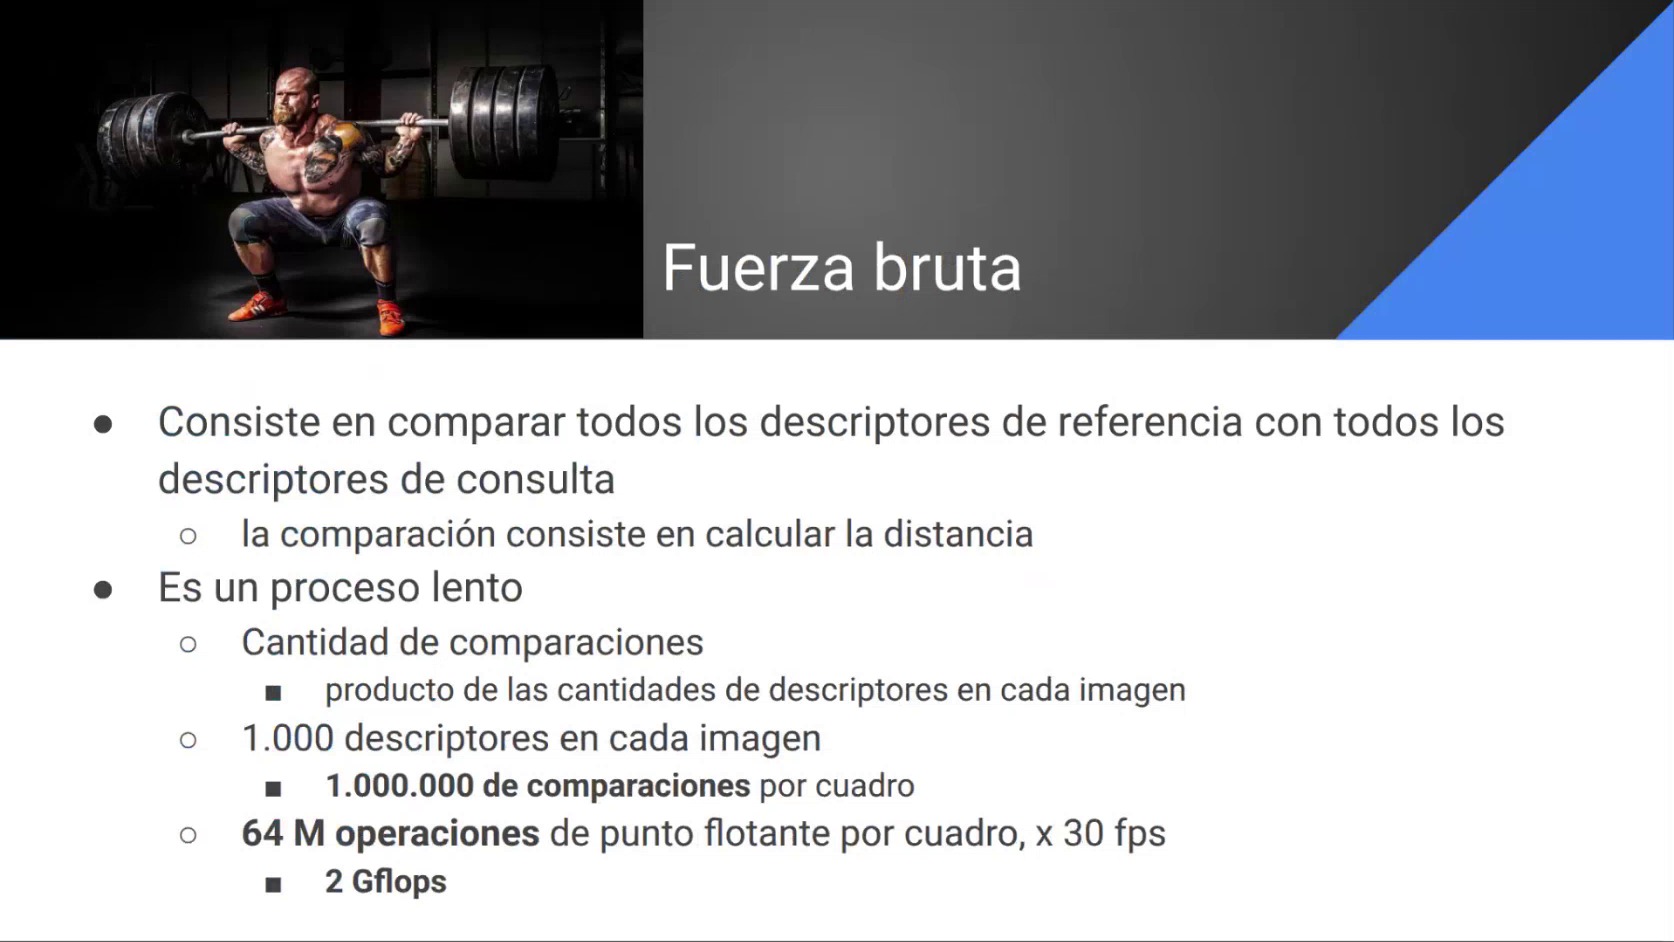 Fuerza bruta
● Consiste en comparar todos los descriptores de referencia con todos los
descriptores de consulta
○ la comparación consiste en calcular la distancia
● Es un proceso lento
○ Cantidad de comparaciones
■ producto de las cantidades de descriptores en cada imagen
○ 1.000 descriptores en cada imagen
■ 1.000.000 de comparaciones por cuadro
○ 64 M operaciones de punto flotante por cuadro, x 30 fps
■ 2 Gflops